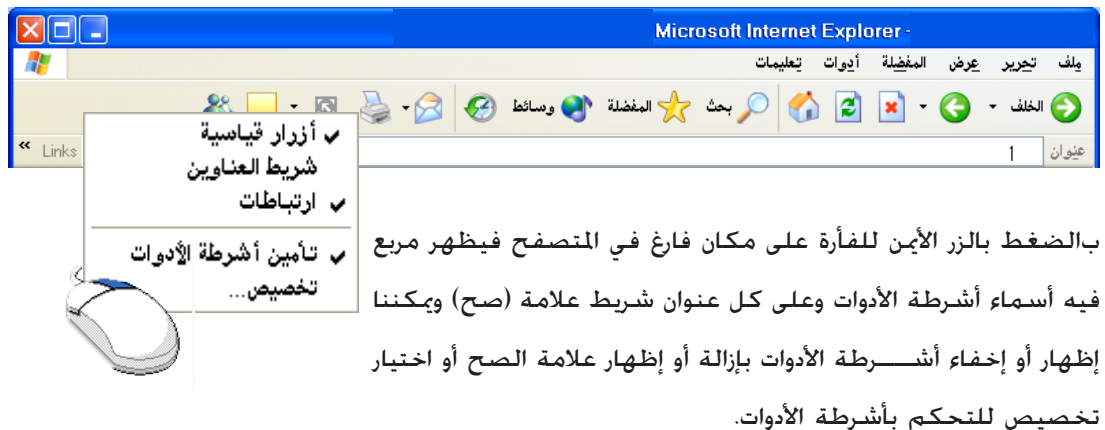 Microsoft Internet Explorer -
ملف تحرير عرض المفضلة أدوات تعليمات
الخلف بحث المفضلة وسائط
عنوان 1 Links »
أزرار قياسية
شريط العناوين
ارتباطات
تأمين أشرطة الأدوات
تخصيص...
بالضغط بالزر الأيمن للفأرة على مكان فارغ في المتصفح فيظهر مربع
فيه أسماء أشرطة الأدوات وعلى كل عنوان شريط علامة (صح) ويمكننا
إظهار أو إخفاء أشـــــرطة الأدوات بإزالة أو إظهار علامة الصح أو اختيار
تخصيص للتحكم بأشرطة الأدوات.